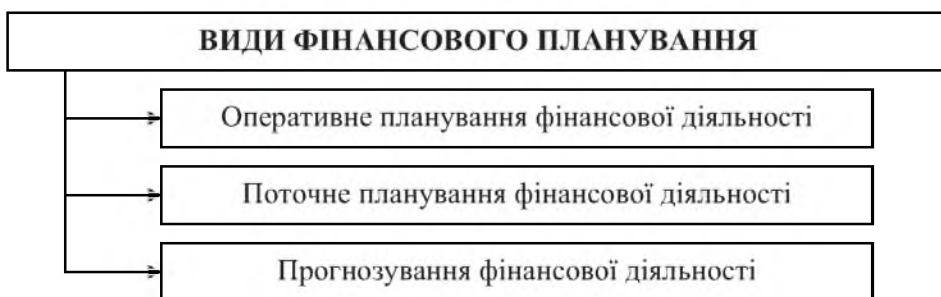 ВИДИ ФІНАНСОВОГО ПЛАНУВАННЯ
Оперативне планування фінансової діяльності
Поточне планування фінансової діяльності
Прогнозування фінансової діяльності